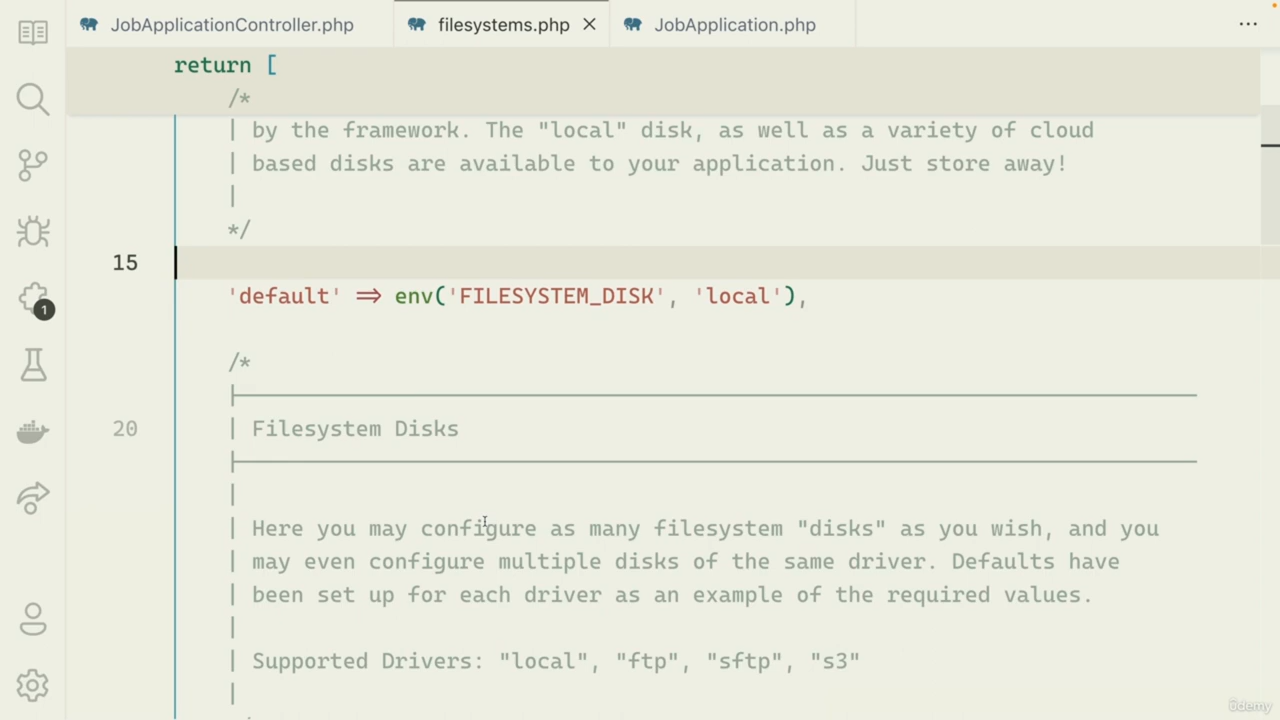 JobApplicationController.php
filesystems.php
JobApplication.php
return [
/*
| by the framework. The "local" disk, as well as a variety of cloud
| based disks are available to your application. Just store away!
|
*/
15
'default' => env('FILESYSTEM_DISK', 'local'),
/*
20 | Filesystem Disks
|
| Here you may configure as many filesystem "disks" as you wish, and you
| may even configure multiple disks of the same driver. Defaults have
| been set up for each driver as an example of the required values.
|
| Supported Drivers: "local", "ftp", "sftp", "s3"
|
1
ûdemy